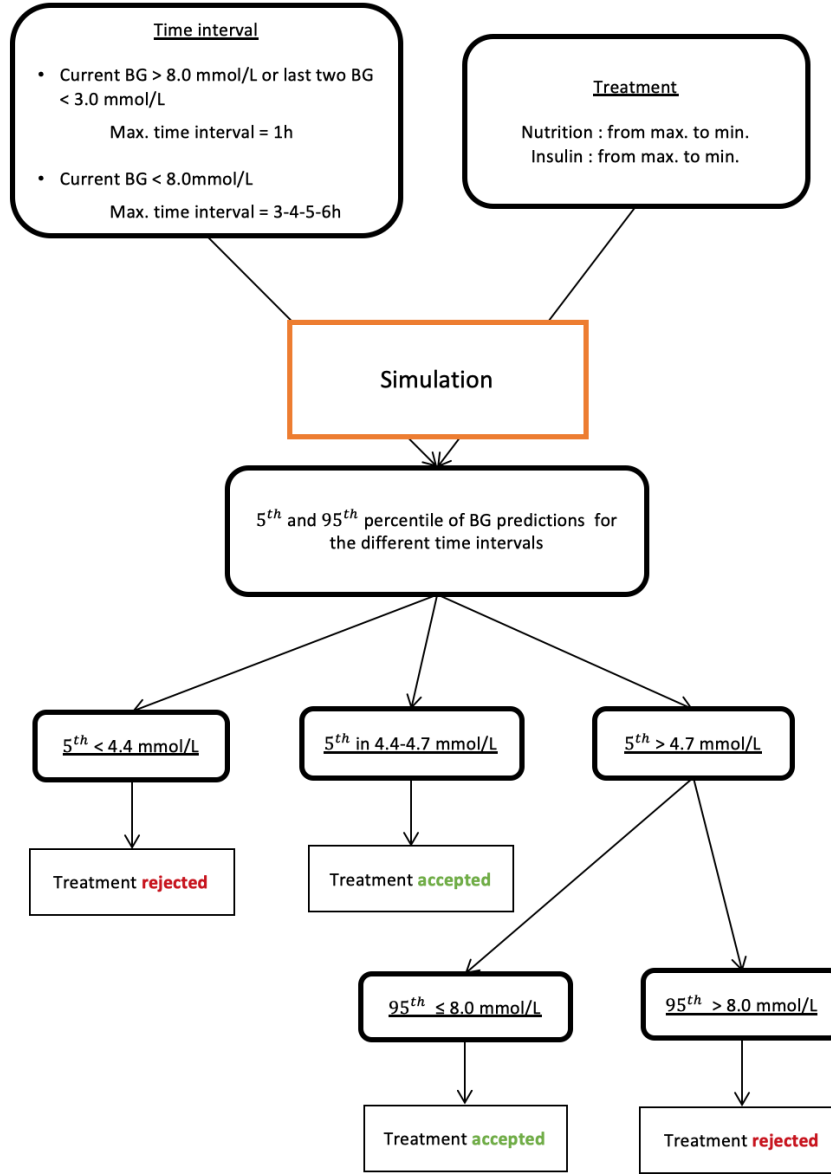 Time interval
• Current BG > 8.0 mmol/L or last two BG
< 3.0 mmol/L
Max. time interval = 1h
• Current BG < 8.0mmol/L
Max. time interval = 3-4-5-6h
Treatment
Nutrition : from max. to min.
Insulin : from max. to min.
Simulation
5th and 95th percentile of BG predictions for
the different time intervals
5th < 4.4 mmol/L
5th in 4.4-4.7 mmol/L
5th > 4.7 mmol/L
Treatment rejected
Treatment accepted
95th ≤ 8.0 mmol/L
95th > 8.0 mmol/L
Treatment accepted
Treatment rejected